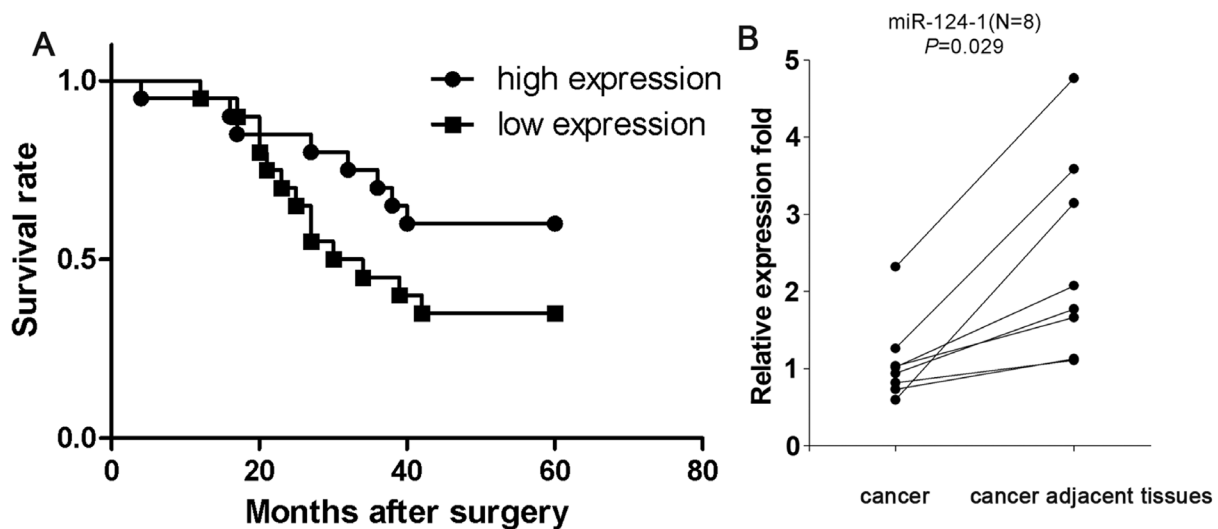 A
high expression
low expression
1.0
0.5
0.0
Survival rate
0 20 40 60 80
Months after surgery
B
miR-124-1(N=8)
P=0.029
5
4
3
2
1
0
Relative expression fold
cancer cancer adjacent tissues